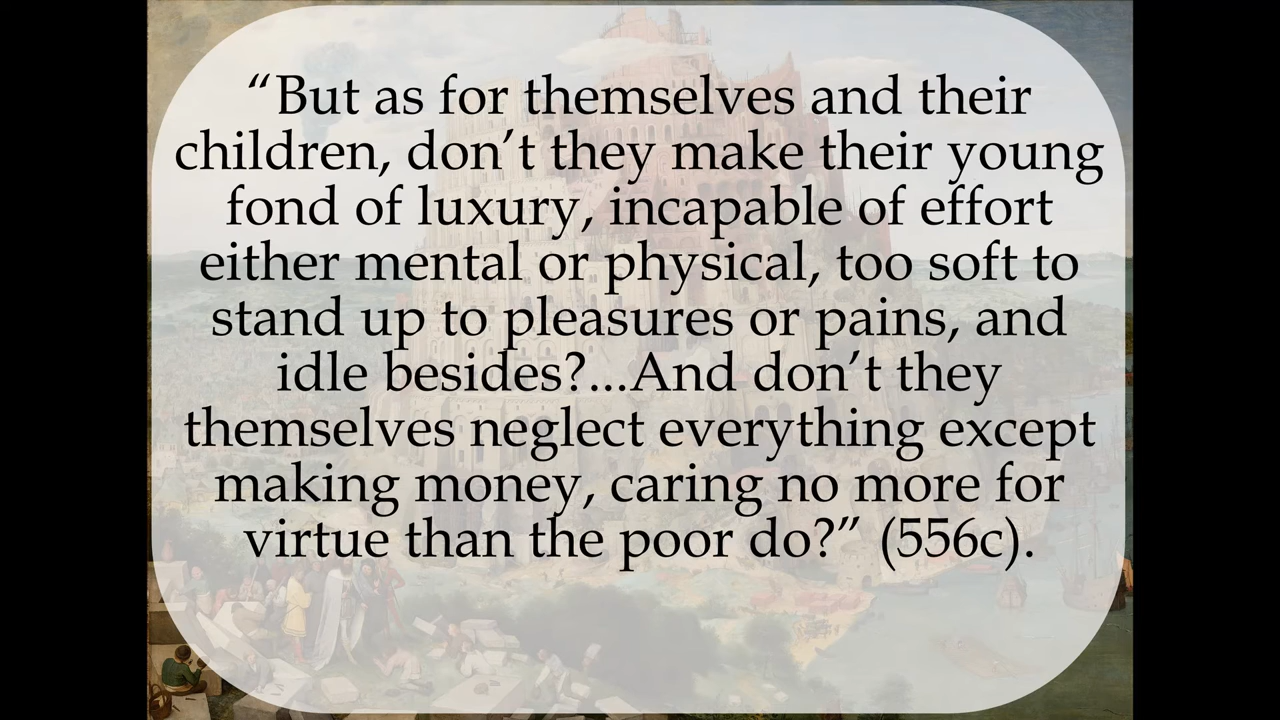 “But as for themselves and their
children, don’t they make their young
fond of luxury, incapable of effort
either mental or physical, too soft to
stand up to pleasures or pains, and
idle besides?...And don’t they
themselves neglect everything except
making money, caring no more for
virtue than the poor do?” (556c).